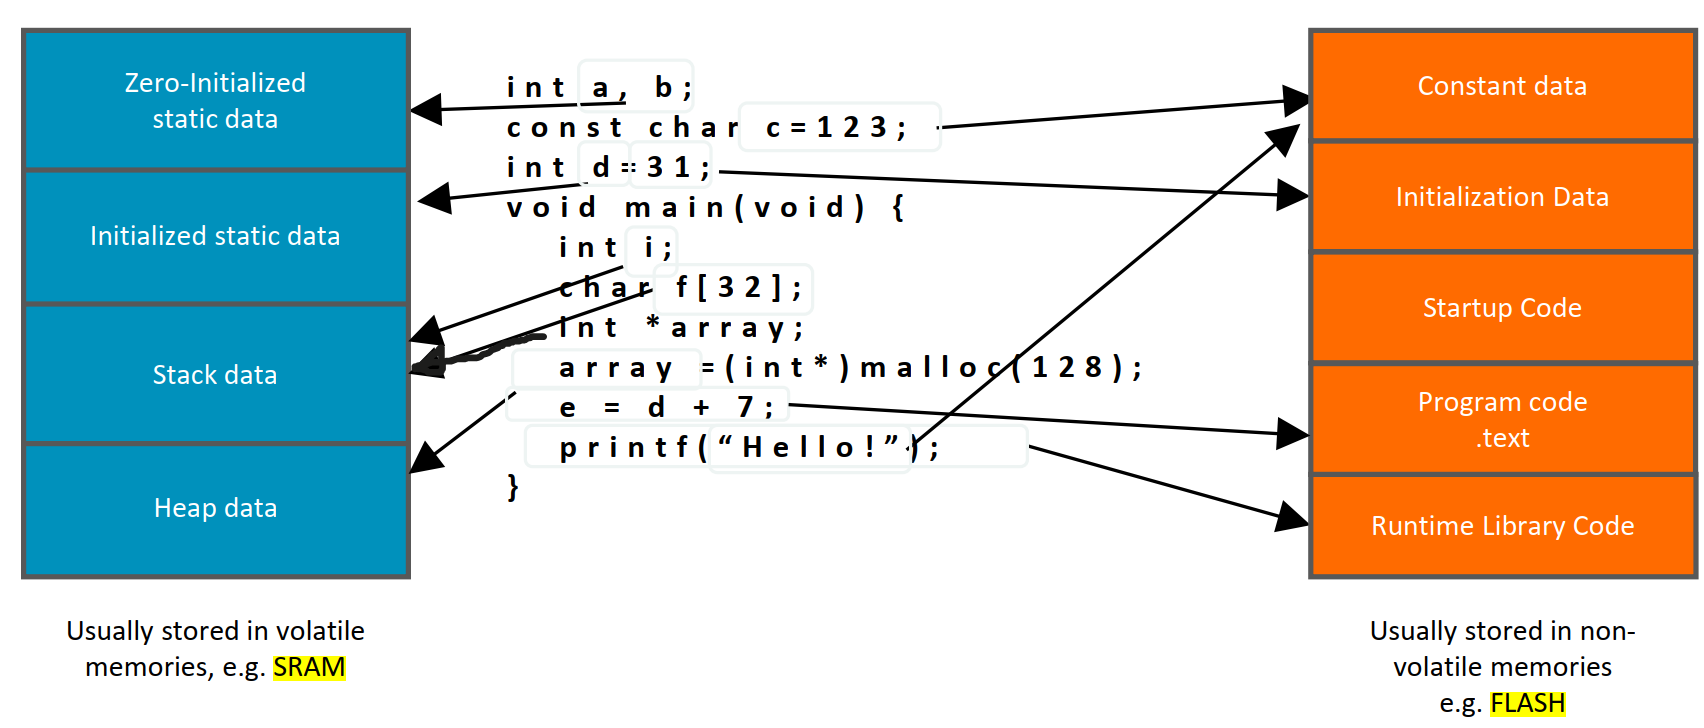 Zero-Initialized
static data
Initialized static data
Stack data
Heap data
Usually stored in volatile
memories, e.g. SRAM
int a, b;
const char c=123;
int d=31;
void main(void) {
int i;
char f[32];
int *array;
array =(int*)malloc(128);
e = d + 7;
printf(“Hello!”);
}
Constant data
Initialization Data
Startup Code
Program code
.text
Runtime Library Code
Usually stored in non-
volatile memories
e.g. FLASH